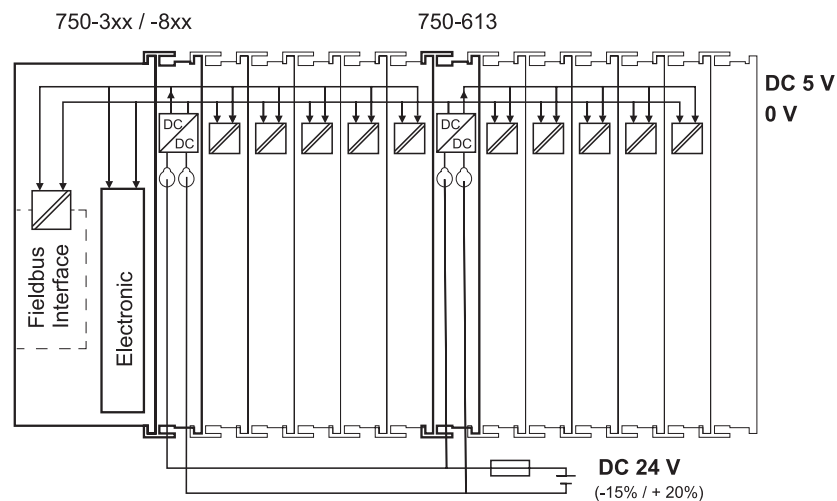 750-3xx / -8xx
750-613
DC 5 V
0 V
DC
DC
DC
DC
Fieldbus
Interface
Electronic
DC 24 V
(-15% / + 20%)